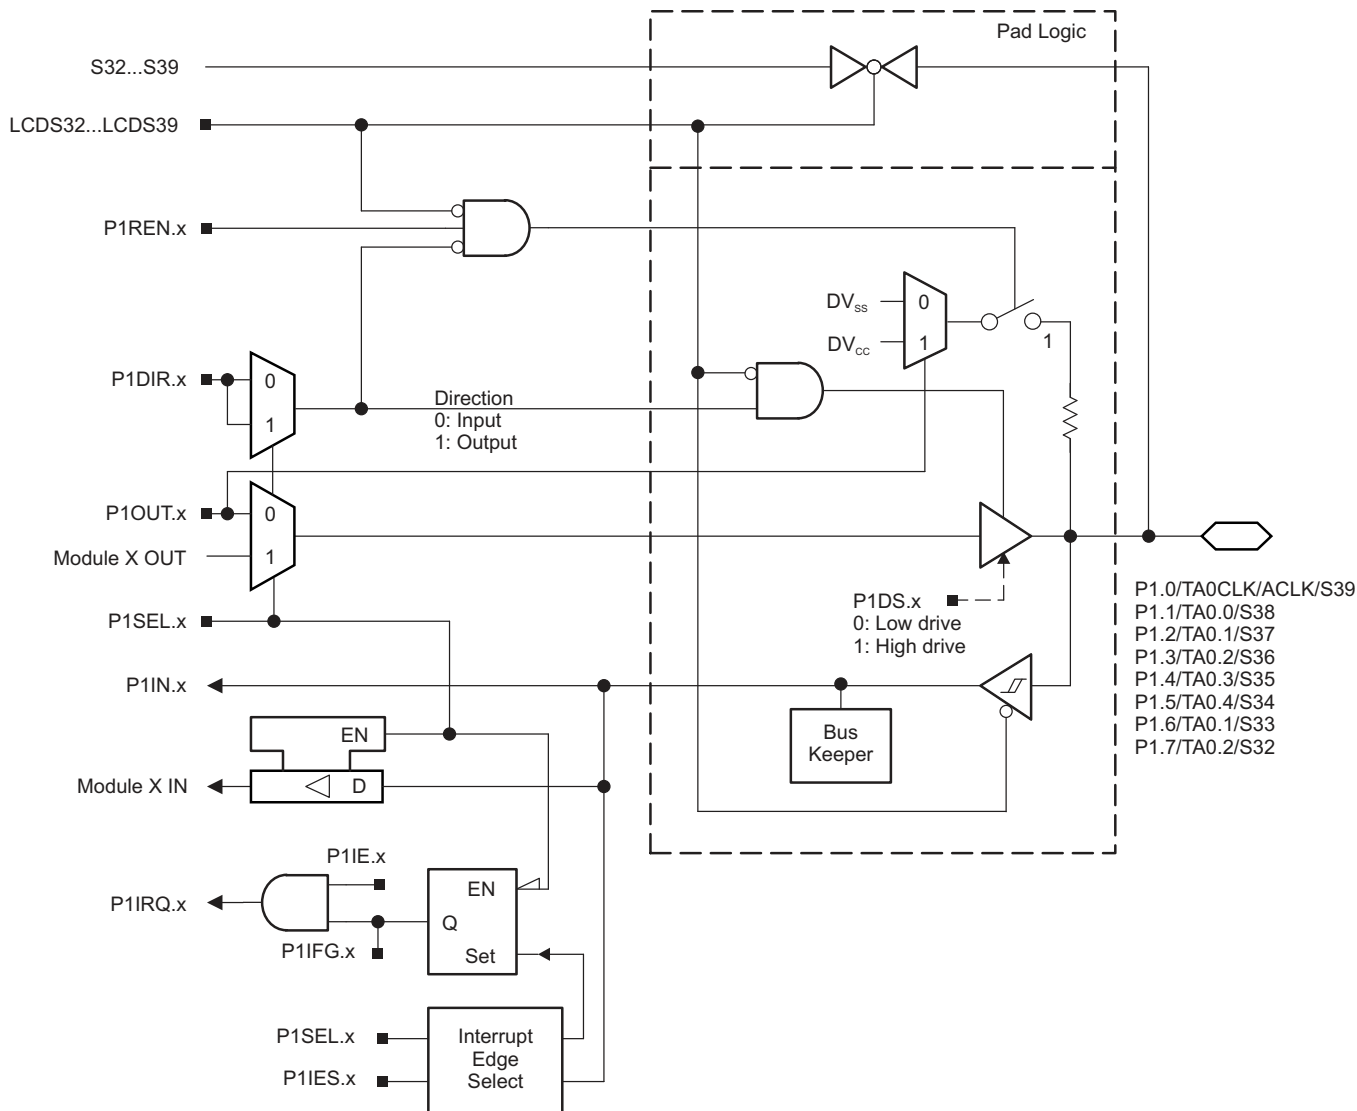 Pad Logic
S32...S39
LCDS32...LCDS39
P1REN.x
DVSS
0
DVCC
1
1
P1DIR.x
0
1
Direction
0: Input
1: Output
P1OUT.x
0
Module X OUT
1
P1DS.x
0: Low drive
1: High drive
P1.0/TA0CLK/ACLK/S39
P1.1/TA0.0/S38
P1.2/TA0.1/S37
P1.3/TA0.2/S36
P1.4/TA0.3/S35
P1.5/TA0.4/S34
P1.6/TA0.1/S33
P1.7/TA0.2/S32
P1SEL.x
P1IN.x
Bus
Keeper
EN
Module X IN
D
P1IE.x
EN
P1IRQ.x
Q
P1IFG.x
Set
P1SEL.x
P1IES.x
Interrupt
Edge
Select